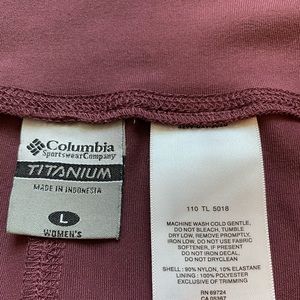 Columbia
Sportswear Company
TITANIUM
MADE IN INDONESIA
L
WOMEN'S
110 TL 5018
MACHINE WASH COLD GENTLE,
DO NOT BLEACH, TUMBLE
DRY LOW, REMOVE PROMPTLY,
IRON LOW, DO NOT USE FABRIC
SOFTENER, IF PRESENT
DO NOT IRON DECAL,
DO NOT DRYCLEAN
SHELL : 90% NYLON, 10% ELASTANE
LINING : 100% POLYESTER
EXCLUSIVE OF TRIMMING
RN 69724
CA 05367